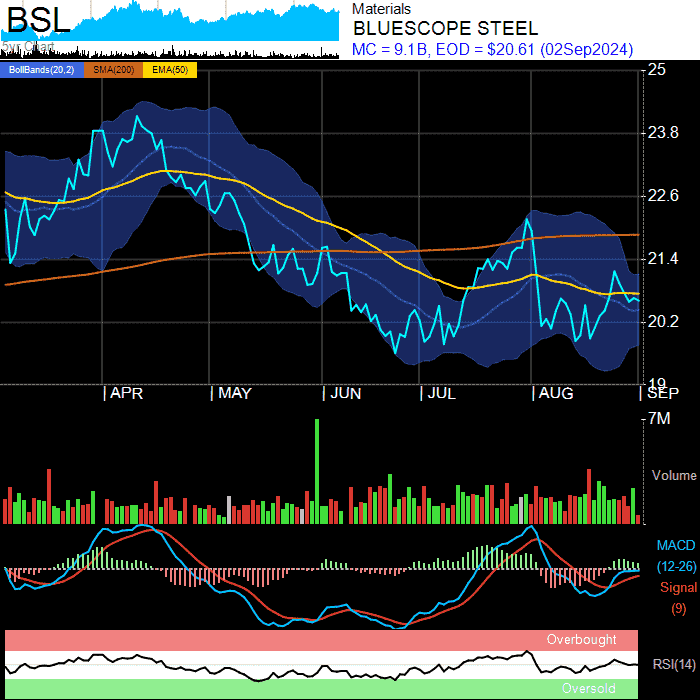 BSL
5yr Chart
Materials
BLUESCOPE STEEL
MC = 9.1B, EOD = $20.61 (02Sep2024)
BollBands(20,2) SMA(200) EMA(50)
25
23.8
22.6
21.4
20.2
19
APR MAY JUN JUL AUG SEP
7M
Volume
MACD
(12-26)
Signal
(9)
Overbought
RSI(14)
Oversold